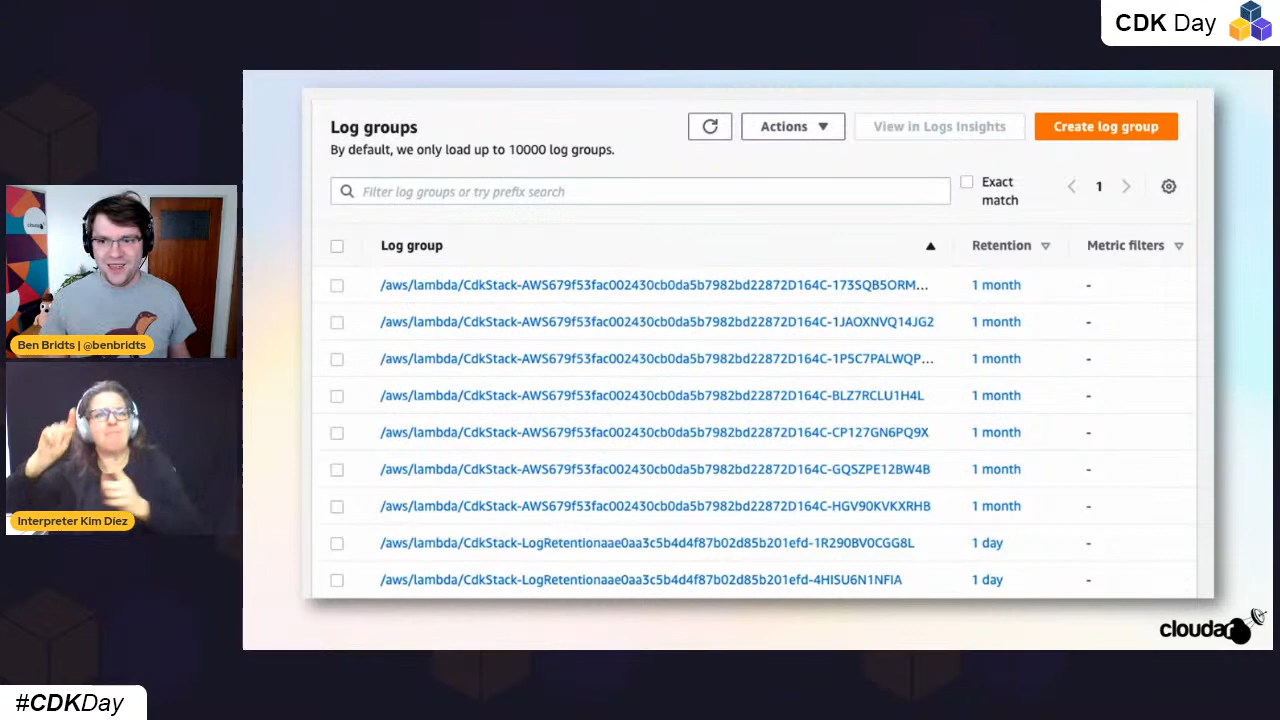 CDK Day
Log groups
By default, we only load up to 10000 log groups.
Actions
View in Logs Insights
Create log group
Filter log groups or try prefix search
Exact
match
1
Log group
Retention
Metric filters
/aws/lambda/CdkStack-AWS679f53fac002430cb0da5b7982bd22872D164C-173SQB5ORM... 1 month -
/aws/lambda/CdkStack-AWS679f53fac002430cb0da5b7982bd22872D164C-1JAOXNVQ14JG2 1 month -
/aws/lambda/CdkStack-AWS679f53fac002430cb0da5b7982bd22872D164C-1P5C7PALWQP... 1 month -
/aws/lambda/CdkStack-AWS679f53fac002430cb0da5b7982bd22872D164C-BLZ7RCLU1H4L 1 month -
/aws/lambda/CdkStack-AWS679f53fac002430cb0da5b7982bd22872D164C-CP127GN6PQ9X 1 month -
/aws/lambda/CdkStack-AWS679f53fac002430cb0da5b7982bd22872D164C-GQSZPE12BW4B 1 month -
/aws/lambda/CdkStack-AWS679f53fac002430cb0da5b7982bd22872D164C-HGV90KVKXRHB 1 month -
/aws/lambda/CdkStack-LogRetentionaae0aa3c5b4d4f87b02d85b201efd-1R290BV0CGG8L 1 day -
/aws/lambda/CdkStack-LogRetentionaae0aa3c5b4d4f87b02d85b201efd-4HISU6N1NFIA 1 day -
Ben Bridts | @benbridts
Interpreter Kim Diez
cloudar
#CDKDay